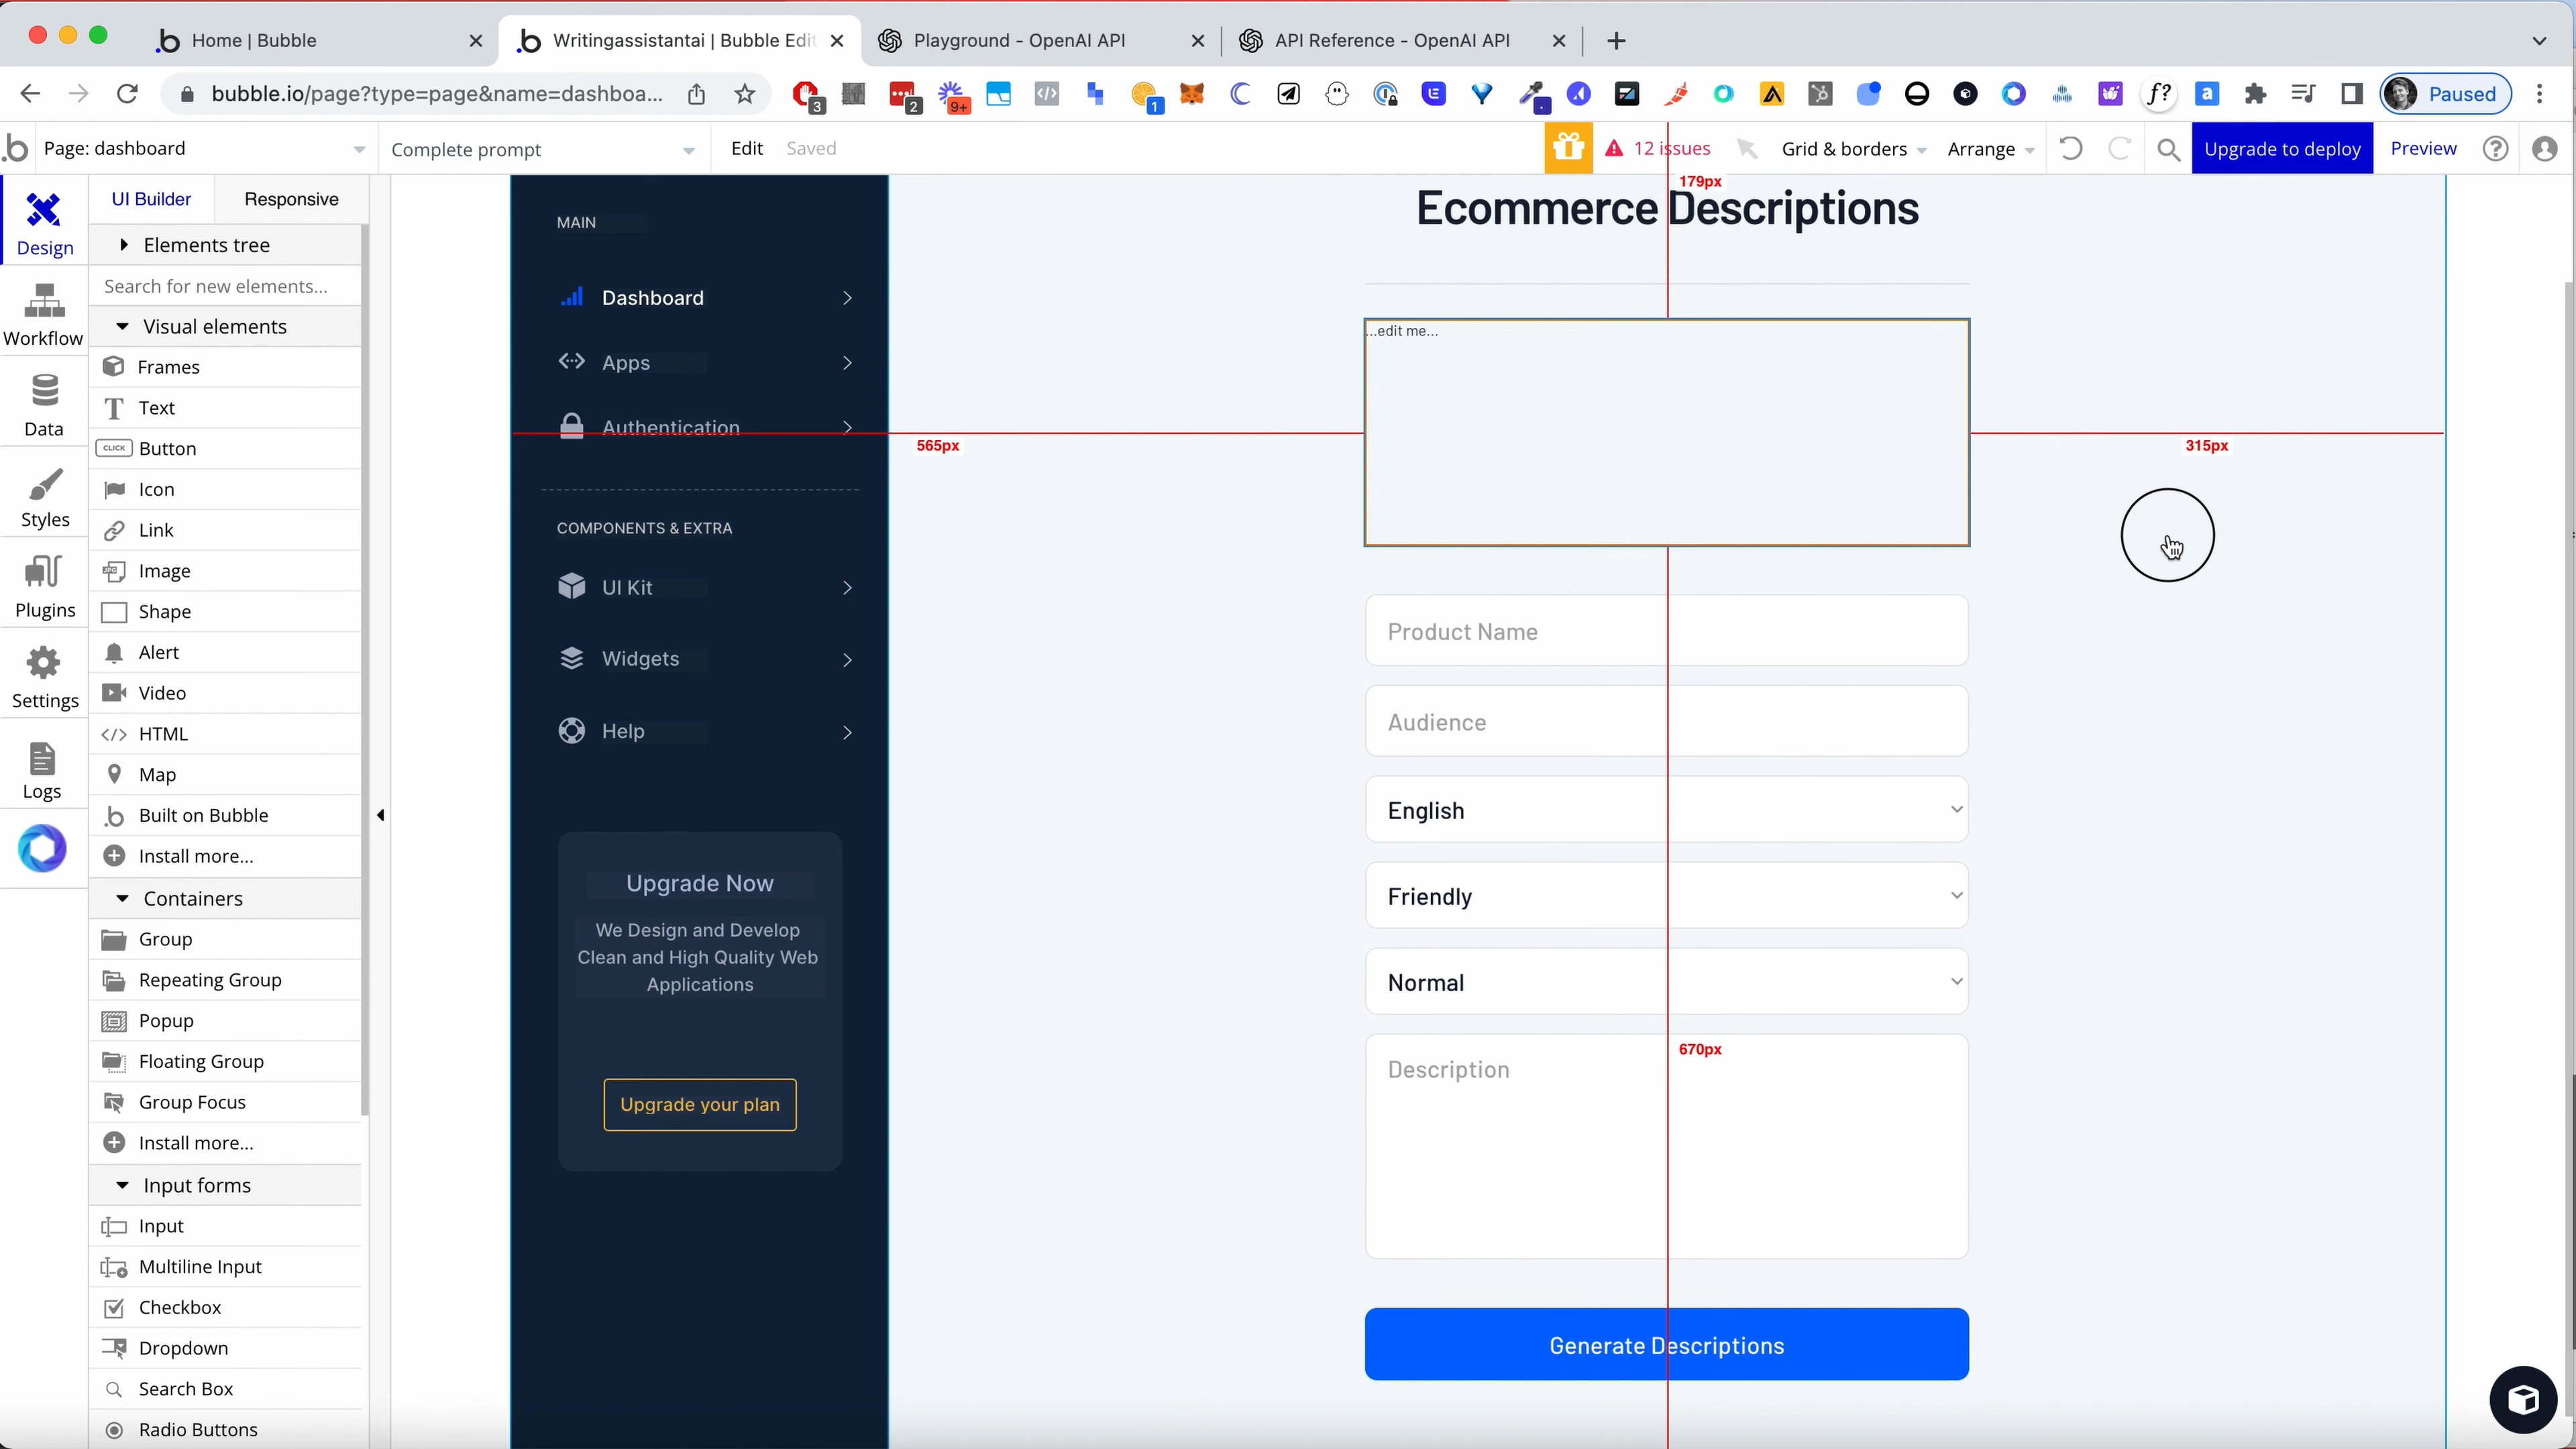 Home | Bubble
Writingassistantai | Bubble Edit
Playground - OpenAI API
API Reference - OpenAI API
bubble.io/page?type=page&name=dashboa...
3
2
9+
1
f?
a
Paused
Page: dashboard
Complete prompt
Edit
Saved
12 issues
Grid & borders
Arrange
Upgrade to deploy
Preview
Design
Workflow
Data
Styles
Plugins
Settings
Logs
UI Builder
Responsive
Elements tree
Search for new elements...
Visual elements
Frames
Text
CLICK
Button
Icon
Link
Image
Shape
Alert
Video
HTML
Map
Built on Bubble
Install more...
Containers
Group
Repeating Group
Popup
Floating Group
Group Focus
Install more...
Input forms
Input
Multiline Input
Checkbox
Dropdown
Search Box
Radio Buttons
MAIN
Dashboard
Apps
Authentication
COMPONENTS & EXTRA
UI Kit
Widgets
Help
Upgrade Now
We Design and Develop
Clean and High Quality Web
Applications
Upgrade your plan
179px
Ecommerce Descriptions
...edit me...
565px
315px
Product Name
Audience
English
Friendly
Normal
670px
Description
Generate Descriptions